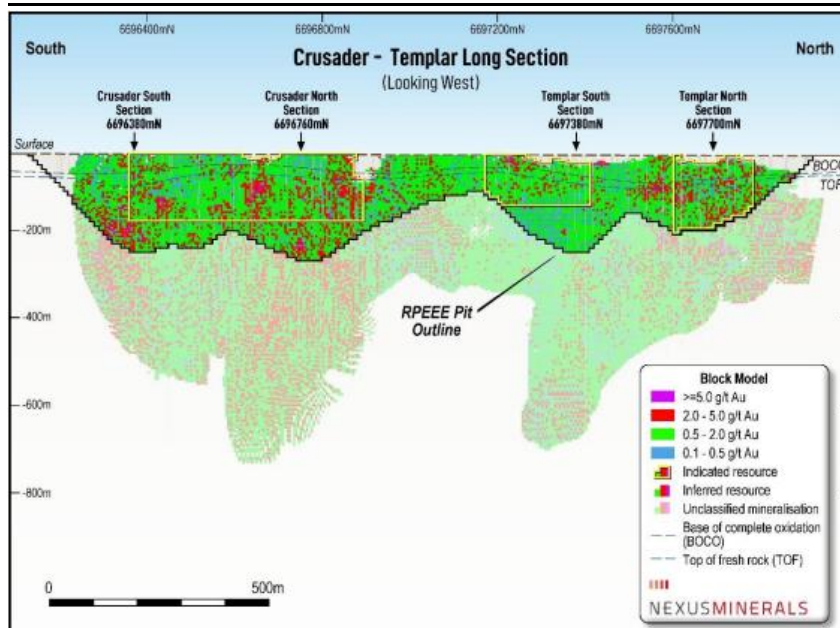 6696400mN 6696800mN 6697200mN 6697600mN
South
North
Crusader - Templar Long Section
(Looking West)
Crusader South
Section
6696380mN
Crusader North
Section
6696760mN
Templar South
Section
6697380mN
Templar North
Section
6697700mN
Surface
BOCO
TOF
-200m
-400m
-600m
-800m
RPEEE Pit
Outline
Block Model
>=5.0 g/t Au
2.0 - 5.0 g/t Au
0.5 - 2.0 g/t Au
0.1 - 0.5 g/t Au
Indicated resource
Inferred resource
Unclassified mineralisation
Base of complete oxidation
(BOCO)
Top of fresh rock (TOF)
NEXUSMINERALS
0 500m